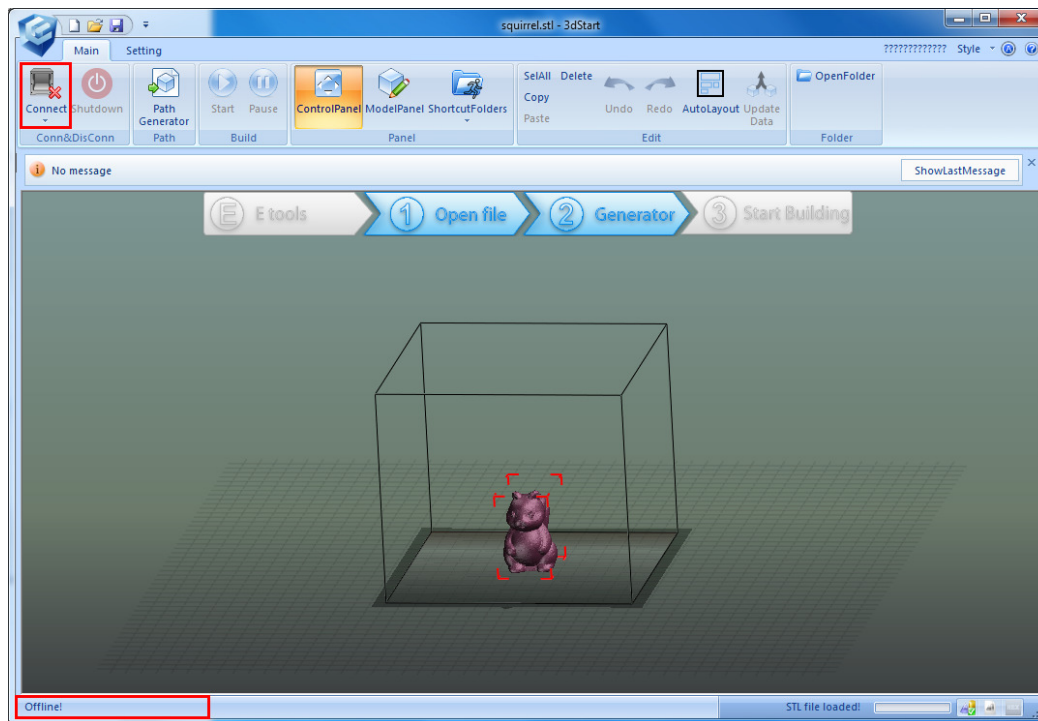 squirrel.stl - 3dStart
Main Setting ????????????? Style
SelAll Delete OpenFolder
Copy
Connect Shutdown Path Generator Start Pause ControlPanel ModelPanel ShortcutFolders Paste Undo Redo AutoLayout Update Data
Conn&DisConn Path Build Panel Edit Folder
No message ShowLastMessage
E E tools 1 Open file 2 Generator 3 Start Building
Offline! STL file loaded!